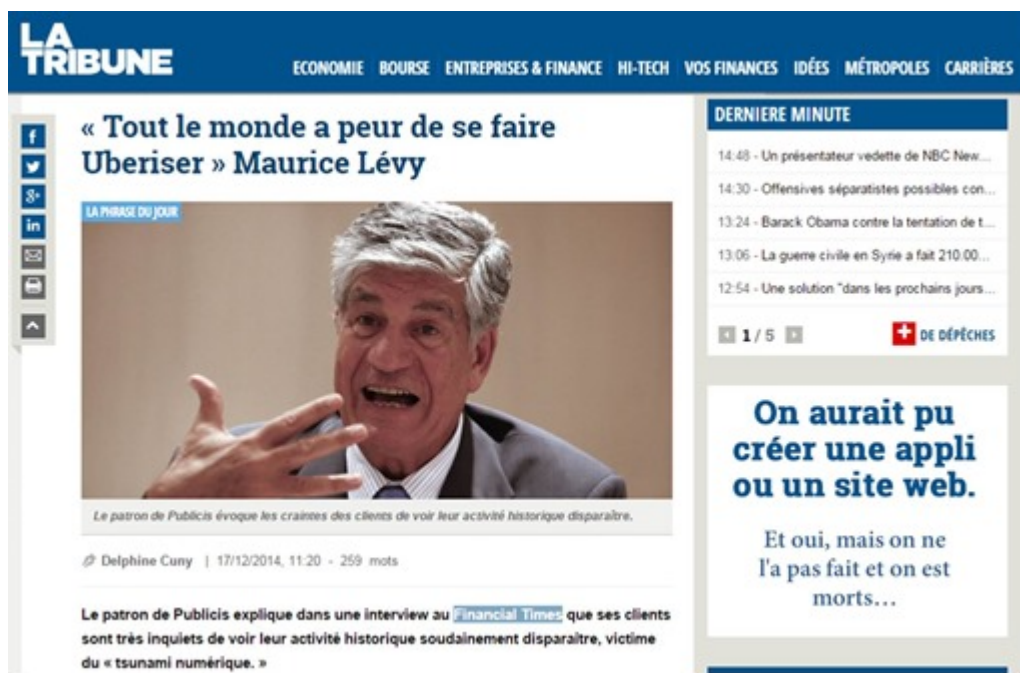 LA
TRIBUNE
ECONOMIE BOURSE ENTREPRISES & FINANCE HI-TECH VOS FINANCES IDÉES MÉTROPOLES CARRIÈRES
« Tout le monde a peur de se faire
Uberiser » Maurice Lévy
LA PHRASE DU JOUR
Le patron de Publicis évoque les craintes des clients de voir leur activité historique disparaître.
Delphine Cuny | 17/12/2014, 11:20 - 259 mots
Le patron de Publicis explique dans une interview au Financial Times que ses clients
sont très inquiets de voir leur activité historique soudainement disparaître, victime
du « tsunami numérique. »
DERNIERE MINUTE
14:48 - Un présentateur vedette de NBC New...
14:30 - Offensives séparatistes possibles con...
13:24 - Barack Obama contre la tentation de t...
13:06 - La guerre civile en Syrie a fait 210.00...
12:54 - Une solution "dans les prochains jours...
1 / 5
+ DE DÉPÊCHES
On aurait pu
créer une appli
ou un site web.
Et oui, mais on ne
l'a pas fait et on est
morts...